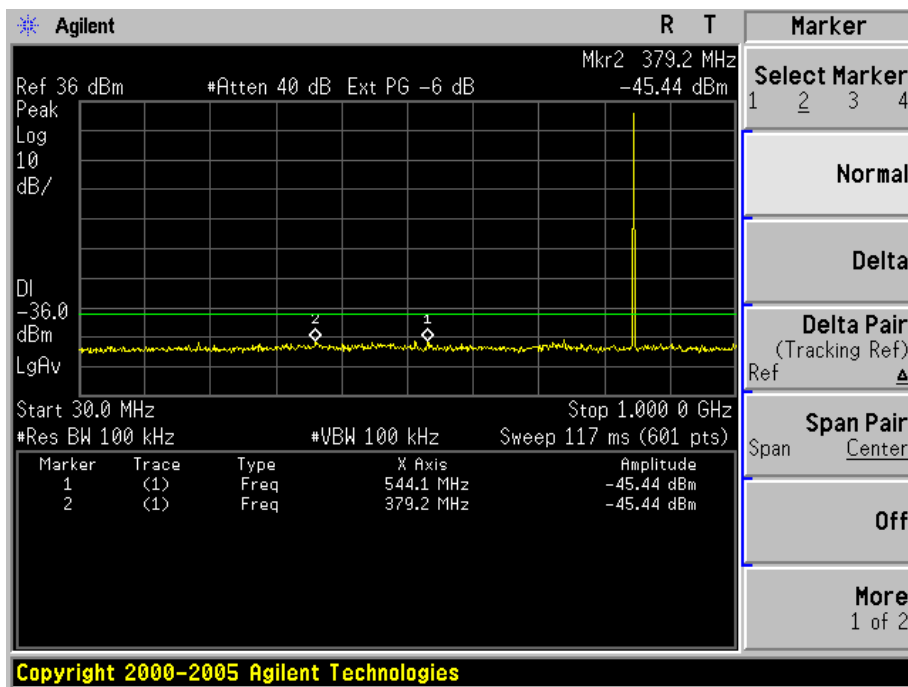 Agilent R T Marker
Mkr2 379.2 MHz
Ref 36 dBm #Atten 40 dB Ext PG -6 dB -45.44 dBm
Peak
Log
10
dB/
DI
-36.0
dBm
LgAv
2 1
Start 30.0 MHz Stop 1.000 0 GHz
#Res BW 100 kHz #VBW 100 kHz Sweep 117 ms (601 pts)
Marker Trace Type X Axis Amplitude
1 (1) Freq 544.1 MHz -45.44 dBm
2 (1) Freq 379.2 MHz -45.44 dBm
Select Marker
1 2 3 4
Normal
Delta
Delta Pair
(Tracking Ref)
Ref Δ
Span Pair
Span Center
Off
More
1 of 2
Copyright 2000-2005 Agilent Technologies